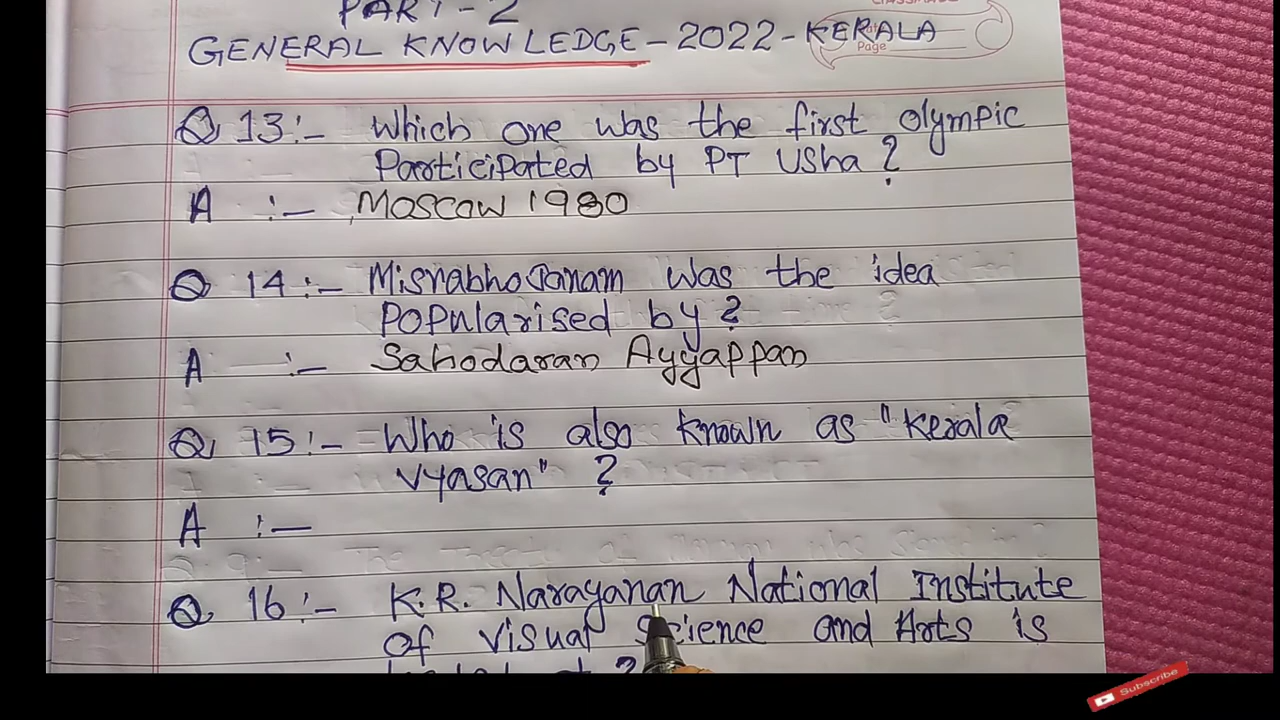 PART-2
GENERAL KNOWLEDGE-2022-KERALA
Page
Q 13:- Which one was the first olympic
Participated by PT Usha ?
A :- Moscow 1980
Q 14:- Misrabhojanam was the idea
Popularised by ?
A :- Sahodaran Ayyappan
Q 15:- Who is also known as "Kerala
Vyasan" ?
A :-
Q 16:- K.R. Narayanan National Institute
Of Visual Science and Arts is
?
Subscribe